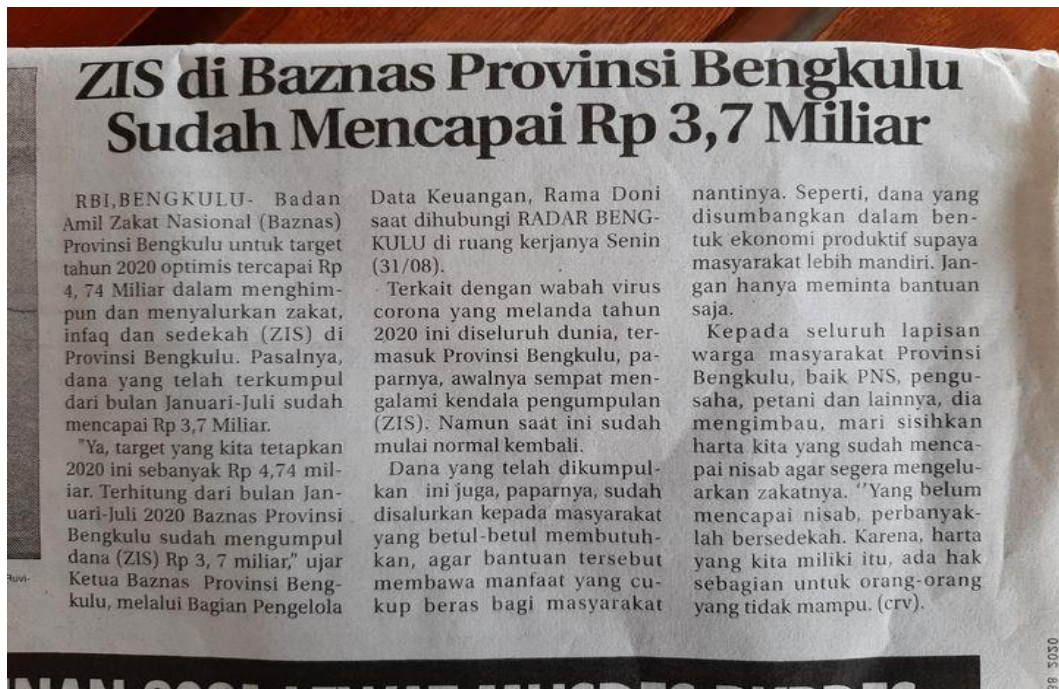 ZIS di Baznas Provinsi Bengkulu
Sudah Mencapai Rp 3,7 Miliar
RBI,BENGKULU- Badan
Amil Zakat Nasional (Baznas)
Provinsi Bengkulu untuk target
tahun 2020 optimis tercapai Rp
4, 74 Miliar dalam menghim-
pun dan menyalurkan zakat,
infaq dan sedekah (ZIS) di
Provinsi Bengkulu. Pasalnya,
dana yang telah terkumpul
dari bulan Januari-Juli sudah
mencapai Rp 3,7 Miliar.
"Ya, target yang kita tetapkan
2020 ini sebanyak Rp 4,74 mil-
iar. Terhitung dari bulan Jan-
uari-Juli 2020 Baznas Provinsi
Bengkulu sudah mengumpul
dana (ZIS) Rp 3, 7 miliar," ujar
Ketua Baznas Provinsi Beng-
kulu, melalui Bagian Pengelola
Data Keuangan, Rama Doni
saat dihubungi RADAR BENG-
KULU di ruang kerjanya Senin
(31/08).
Terkait dengan wabah virus
corona yang melanda tahun
2020 ini diseluruh dunia, ter-
masuk Provinsi Bengkulu, pa-
parnya, awalnya sempat men-
galami kendala pengumpulan
(ZIS). Namun saat ini sudah
mulai normal kembali.
Dana yang telah dikumpul-
kan ini juga, paparnya, sudah
disalurkan kepada masyarakat
yang betul-betul membutuh-
kan, agar bantuan tersebut
membawa manfaat yang cu-
kup beras bagi masyarakat
nantinya. Seperti, dana yang
disumbangkan dalam ben-
tuk ekonomi produktif supaya
masyarakat lebih mandiri. Jan-
gan hanya meminta bantuan
saja.
Kepada seluruh lapisan
warga masyarakat Provinsi
Bengkulu, baik PNS, pengu-
saha, petani dan lainnya, dia
mengimbau, mari sisihkan
harta kita yang sudah menca-
pai nisab agar segera mengelu-
arkan zakatnya. ''Yang belum
mencapai nisab, perbanyak-
lah bersedekah. Karena, harta
yang kita miliki itu, ada hak
sebagian untuk orang-orang
yang tidak mampu. (crv).
Ruvi-